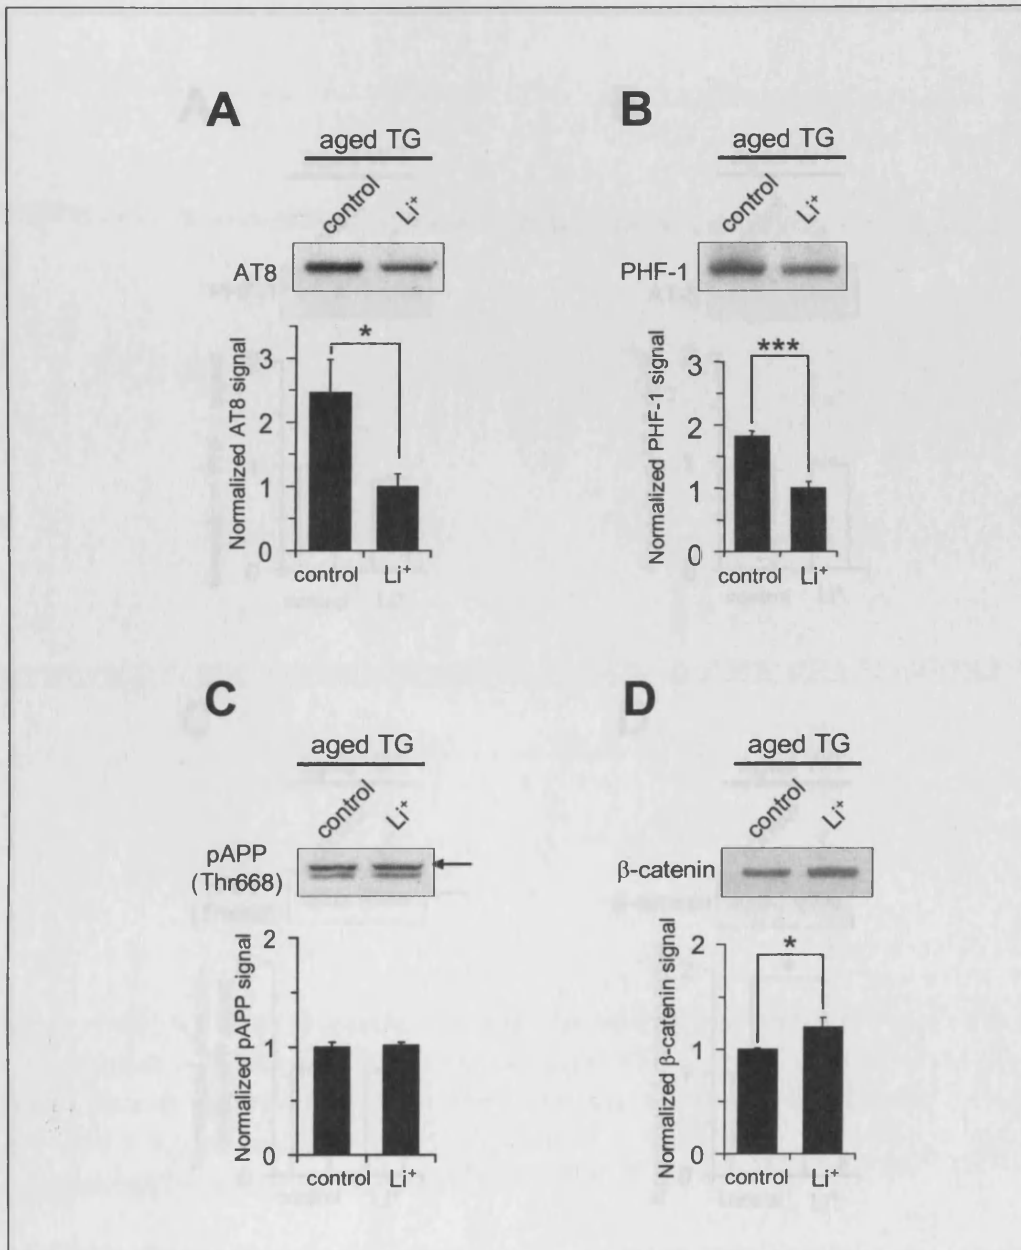 A
aged TG
control Li⁺
AT8
*
Normalized AT8 signal
3
2
1
0
control Li⁺
B
aged TG
control Li⁺
PHF-1
***
Normalized PHF-1 signal
3
2
1
0
control Li⁺
C
aged TG
control Li⁺
pAPP
(Thr668)
Normalized pAPP signal
2
1
0
control Li⁺
D
aged TG
control Li⁺
β-catenin
*
Normalized β-catenin signal
2
1
0
control Li⁺